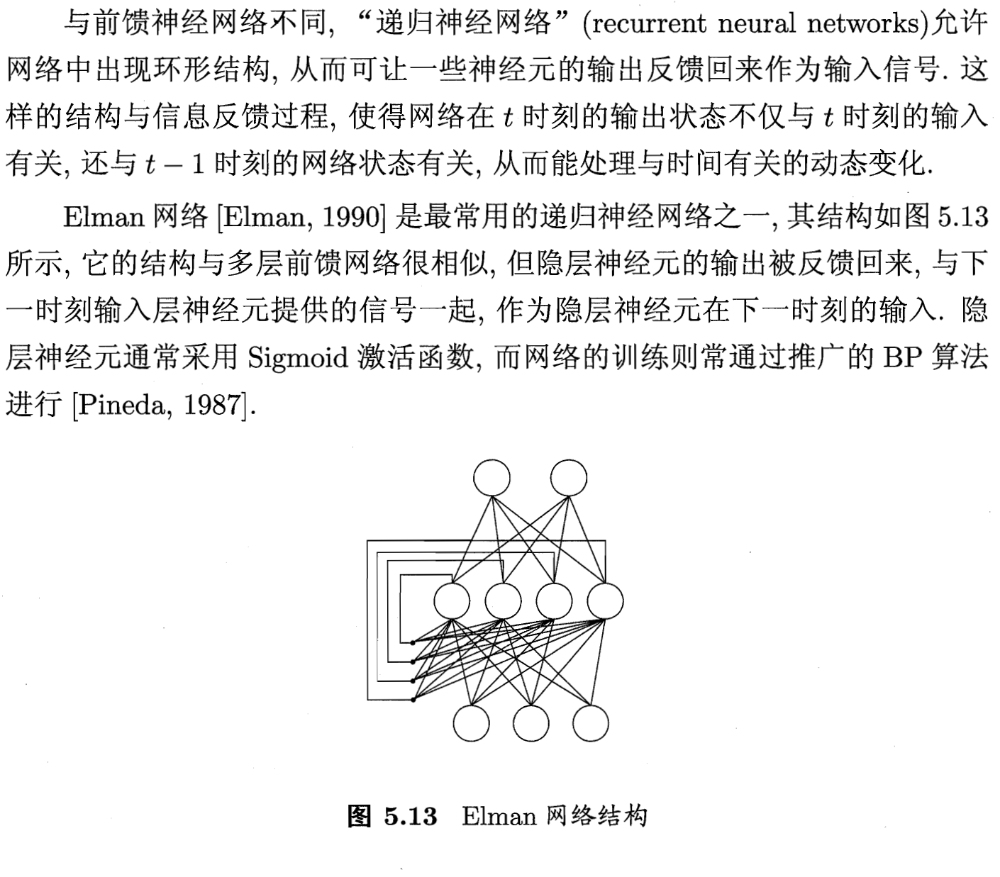 与前馈神经网络不同, “递归神经网络” (recurrent neural networks)允许
网络中出现环形结构, 从而可让一些神经元的输出反馈回来作为输入信号. 这
样的结构与信息反馈过程, 使得网络在 t 时刻的输出状态不仅与 t 时刻的输入
有关, 还与 t − 1 时刻的网络状态有关, 从而能处理与时间有关的动态变化.
Elman 网络 [Elman, 1990] 是最常用的递归神经网络之一, 其结构如图 5.13
所示, 它的结构与多层前馈网络很相似, 但隐层神经元的输出被反馈回来, 与下
一时刻输入层神经元提供的信号一起, 作为隐层神经元在下一时刻的输入. 隐
层神经元通常采用 Sigmoid 激活函数, 而网络的训练则常通过推广的 BP 算法
进行 [Pineda, 1987].
图 5.13 Elman 网络结构